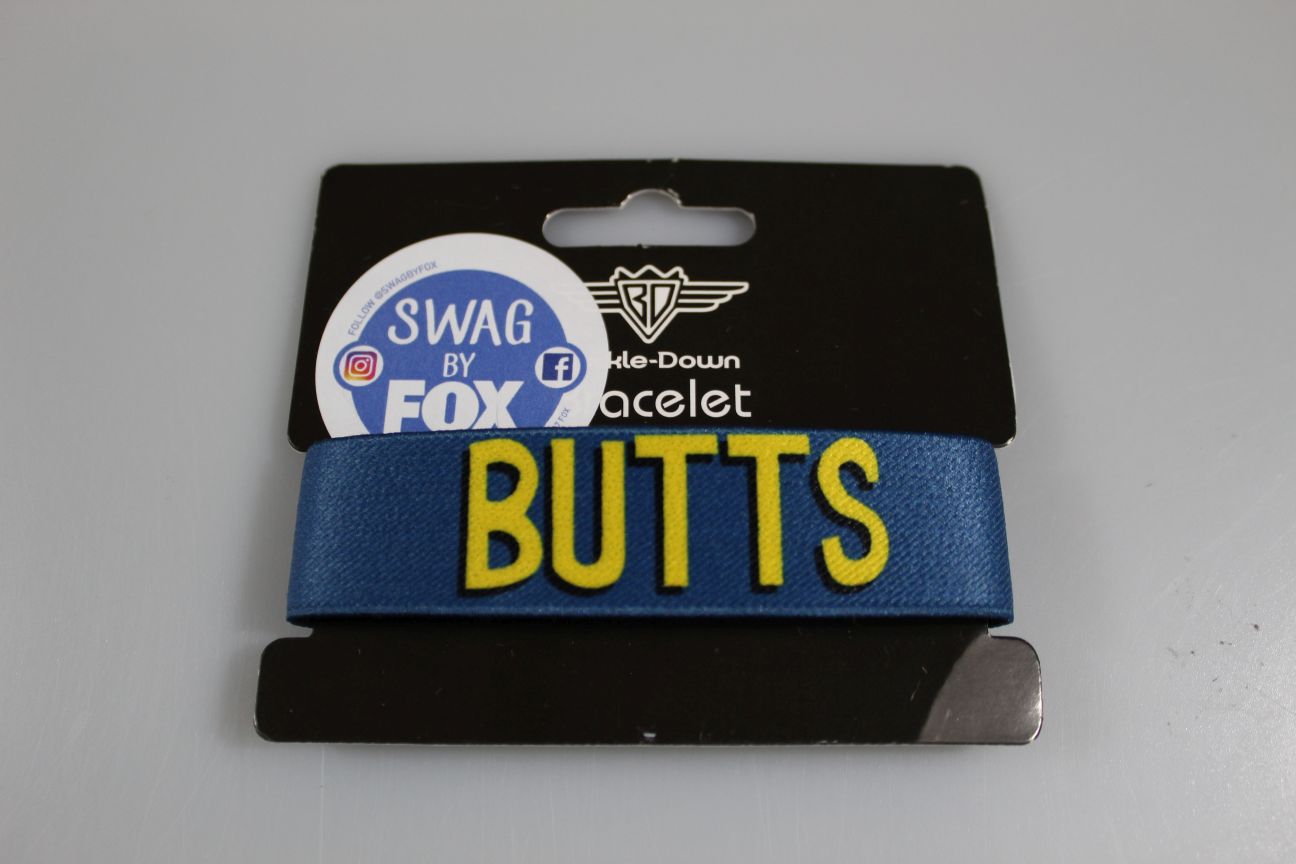 FOLLOW @SWAGBYFOX
SWAG
BY
FOX
BD
kle-Down
acelet
BUTTS